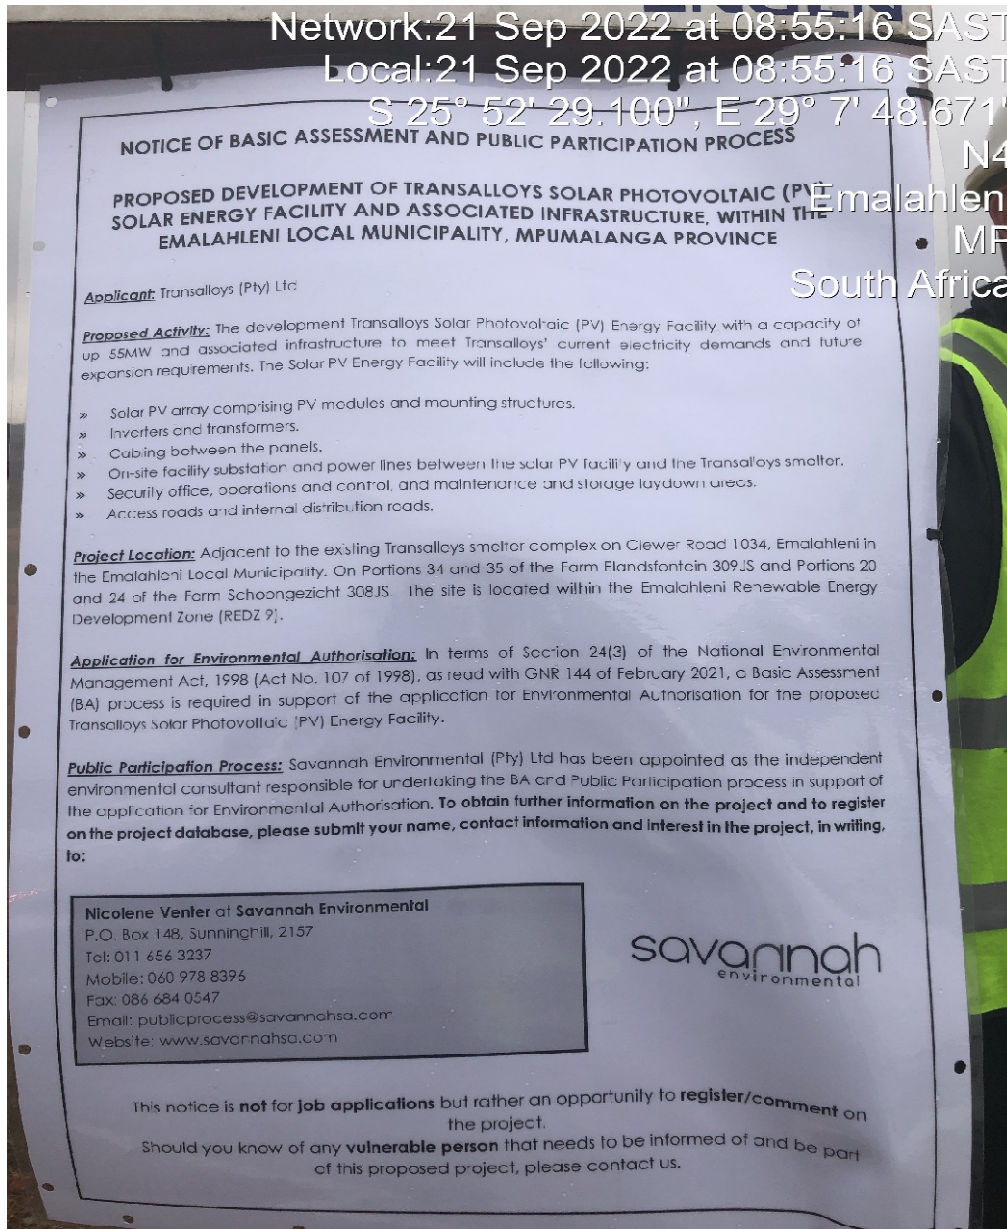 Network:21 Sep 2022 at 08:55:16 SAST
Local:21 Sep 2022 at 08:55:16 SAST
S 25° 52' 29.100", E 29° 7' 48.671"
N4
Emalahleni
MP
South Africa
NOTICE OF BASIC ASSESSMENT AND PUBLIC PARTICIPATION PROCESS
PROPOSED DEVELOPMENT OF TRANSALLOYS SOLAR PHOTOVOLTAIC (PV)
SOLAR ENERGY FACILITY AND ASSOCIATED INFRASTRUCTURE, WITHIN THE
EMALAHLENI LOCAL MUNICIPALITY, MPUMALANGA PROVINCE
Applicant: Transalloys (Pty) Ltd
Proposed Activity: The development Transalloys Solar Photovoltaic (PV) Energy Facility with a capacity of
up 55MW and associated infrastructure to meet Transalloys' current electricity demands and future
expansion requirements. The Solar PV Energy Facility will include the following:
» Solar PV array comprising PV modules and mounting structures.
» Inverters and transformers.
» Cabling between the panels.
» On-site facility substation and power lines between the solar PV facility and the Transalloys smelter.
» Security office, operations and control, and maintenance and storage laydown areas.
» Access roads and internal distribution roads.
Project Location: Adjacent to the existing Transalloys smelter complex on Clewer Road 1034, Emalahleni in
the Emalahleni Local Municipality. On Portions 34 and 35 of the Farm Elandsfontein 309JS and Portions 20
and 24 of the Farm Schoongezicht 308JS. The site is located within the Emalahleni Renewable Energy
Development Zone (REDZ 9).
Application for Environmental Authorisation: In terms of Section 24(3) of the National Environmental
Management Act, 1998 (Act No. 107 of 1998), as read with GNR 144 of February 2021, a Basic Assessment
(BA) process is required in support of the application for Environmental Authorisation for the proposed
Transalloys Solar Photovoltaic (PV) Energy Facility.
Public Participation Process: Savannah Environmental (Pty) Ltd has been appointed as the independent
environmental consultant responsible for undertaking the BA and Public Participation process in support of
the application for Environmental Authorisation. To obtain further information on the project and to register
on the project database, please submit your name, contact information and interest in the project, in writing,
to:
Nicolene Venter at Savannah Environmental
P.O. Box 148, Sunninghill, 2157
Tel: 011 656 3237
Mobile: 060 978 8396
Fax: 086 684 0547
Email: publicprocess@savannahsa.com
Website: www.savannahsa.com
savannah
environmental
This notice is not for job applications but rather an opportunity to register/comment on
the project.
Should you know of any vulnerable person that needs to be informed of and be part
of this proposed project, please contact us.